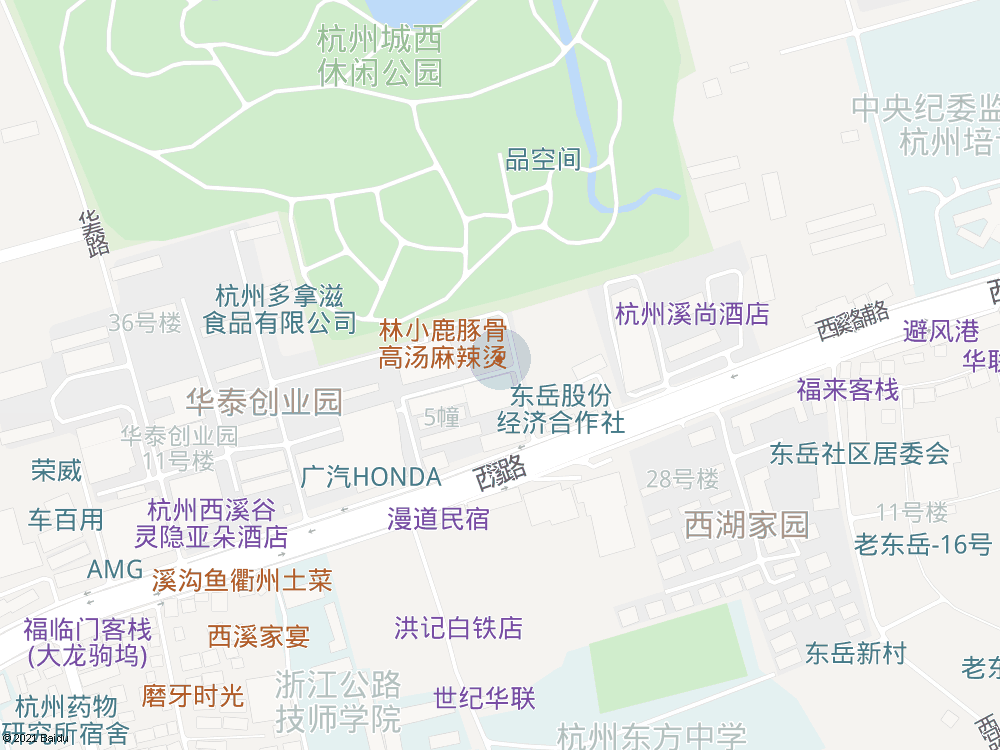 杭州城西
休闲公园
中央纪委监
杭州培
品空间
华泰路
杭州多拿滋
食品有限公司
36号楼
林小鹿豚骨
高汤麻辣烫
杭州溪尚酒店
西溪路辅路
西
避风港
华联
福来客栈
华泰创业园
5幢
东岳股份
经济合作社
华泰创业园
11号楼
荣威
广汽HONDA
西溪路
28号楼
东岳社区居委会
车百用
杭州西溪谷
灵隐亚朵酒店
漫道民宿
西湖家园
11号楼
老东岳-16号
AMG
溪沟鱼衢州土菜
福临门客栈
(大龙驹坞)
西溪家宴
洪记白铁店
东岳新村
老东
磨牙时光
浙江公路
技师学院
世纪华联
杭州药物
研究所宿舍
杭州东方中学
西
© 2021 Baidu